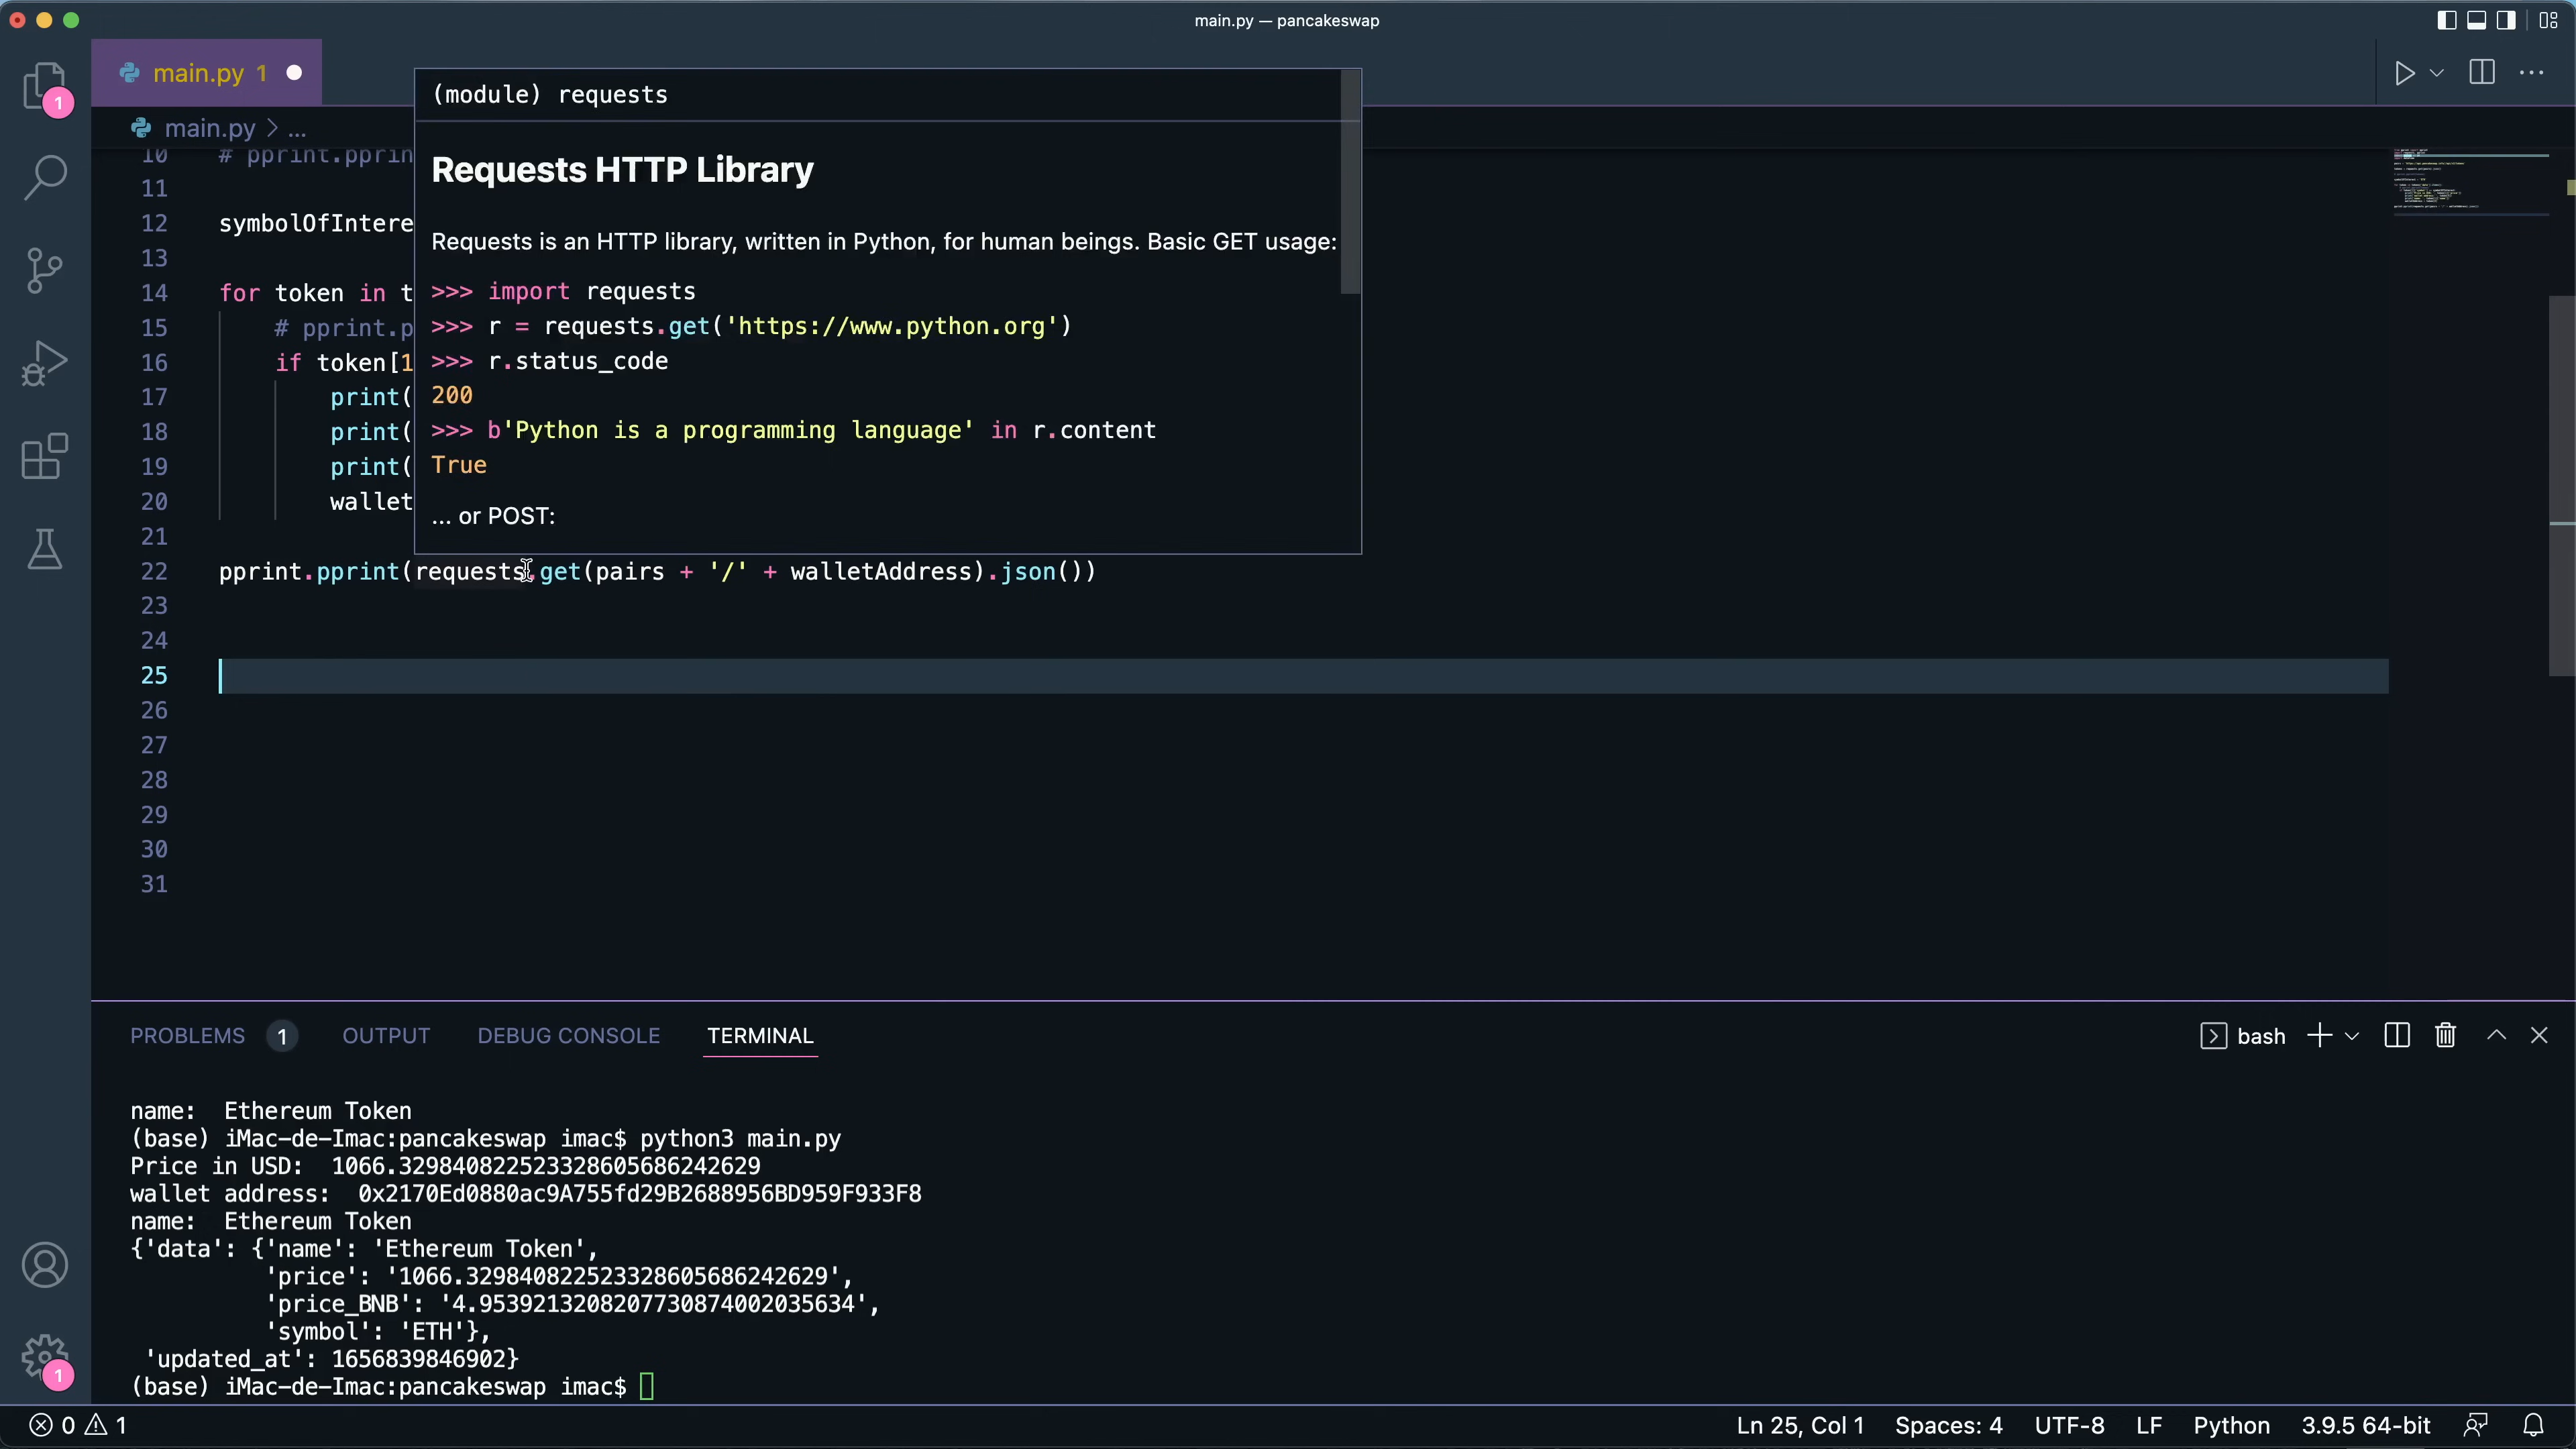 main.py — pancakeswap
main.py 1
main.py > ...
(module) requests
Requests HTTP Library
Requests is an HTTP library, written in Python, for human beings. Basic GET usage:
>>> import requests
>>> r = requests.get('https://www.python.org')
>>> r.status_code
200
>>> b'Python is a programming language' in r.content
True
... or POST:
10 # pprint.pprin
11
12 symbolOfIntere
13
14 for token in t
15 # pprint.p
16 if token[1
17 print(
18 print(
19 print(
20 wallet
21
22 pprint.pprint(requests.get(pairs + '/' + walletAddress).json())
23
24
25
26
27
28
29
30
31
PROBLEMS 1 OUTPUT DEBUG CONSOLE TERMINAL
bash
name:  Ethereum Token
(base) iMac-de-Imac:pancakeswap imac$ python3 main.py
Price in USD:  1066.329840822523328605686242629
wallet address:  0x2170Ed0880ac9A755fd29B2688956BD959F933F8
name:  Ethereum Token
{'data': {'name': 'Ethereum Token',
'price': '1066.329840822523328605686242629',
'price_BNB': '4.9539213208207730874002035634',
'symbol': 'ETH'},
'updated_at': 1656839846902}
(base) iMac-de-Imac:pancakeswap imac$
0 1
Ln 25, Col 1 Spaces: 4 UTF-8 LF Python 3.9.5 64-bit
1
1